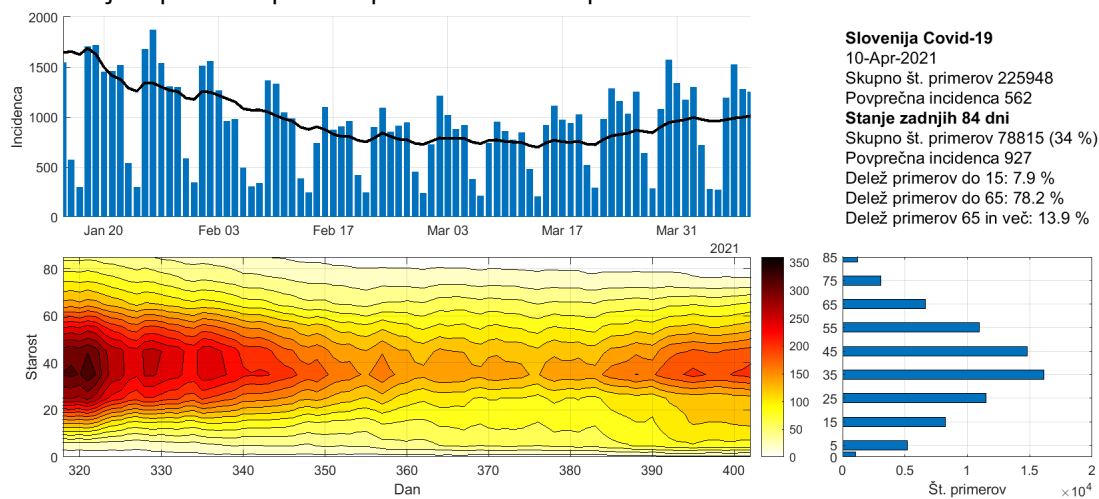 2000
1500
1000
500
0
Incidenca
Jan 20
Feb 03
Feb 17
Mar 03
Mar 17
Mar 31
2021
Slovenija Covid-19
10-Apr-2021
Skupno št. primerov 225948
Povprečna incidenca 562
Stanje zadnjih 84 dni
Skupno št. primerov 78815 (34 %)
Povprečna incidenca 927
Delež primerov do 15: 7.9 %
Delež primerov do 65: 78.2 %
Delež primerov 65 in več: 13.9 %
80
60
40
20
0
Starost
320
330
340
350
360
370
380
390
400
Dan
350
300
250
200
150
100
50
0
85
75
65
55
45
35
25
15
5
0
0
0.5
1
1.5
2
Št. primerov
×10⁴